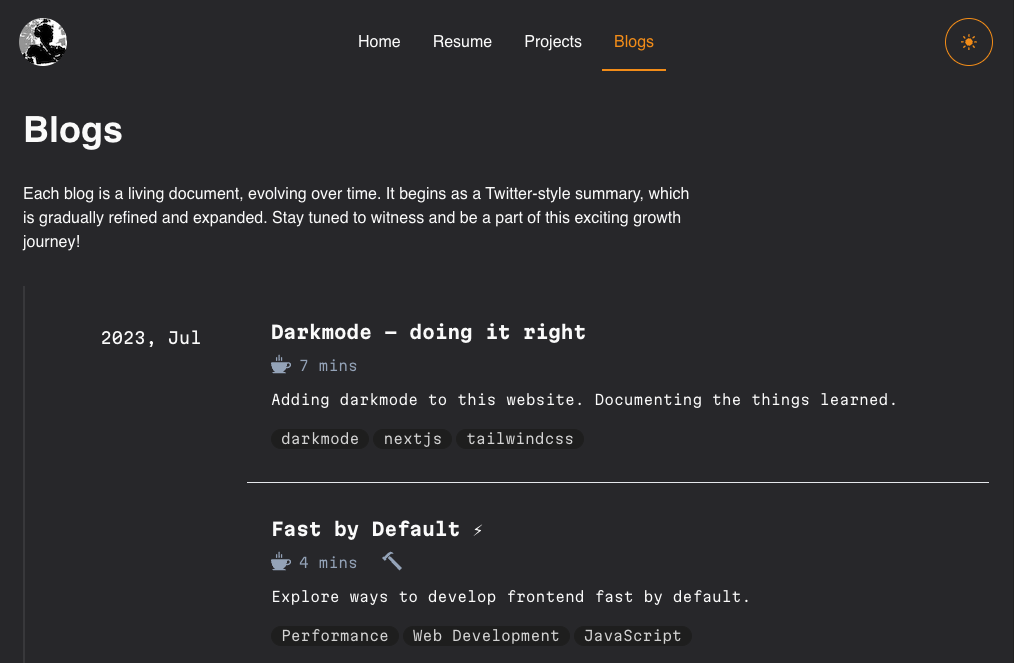 Home Resume Projects Blogs
Blogs
Each blog is a living document, evolving over time. It begins as a Twitter-style summary, which
is gradually refined and expanded. Stay tuned to witness and be a part of this exciting growth
journey!
2023, Jul
Darkmode – doing it right
7 mins
Adding darkmode to this website. Documenting the things learned.
darkmode nextjs tailwindcss
Fast by Default ⚡
4 mins
Explore ways to develop frontend fast by default.
Performance Web Development JavaScript